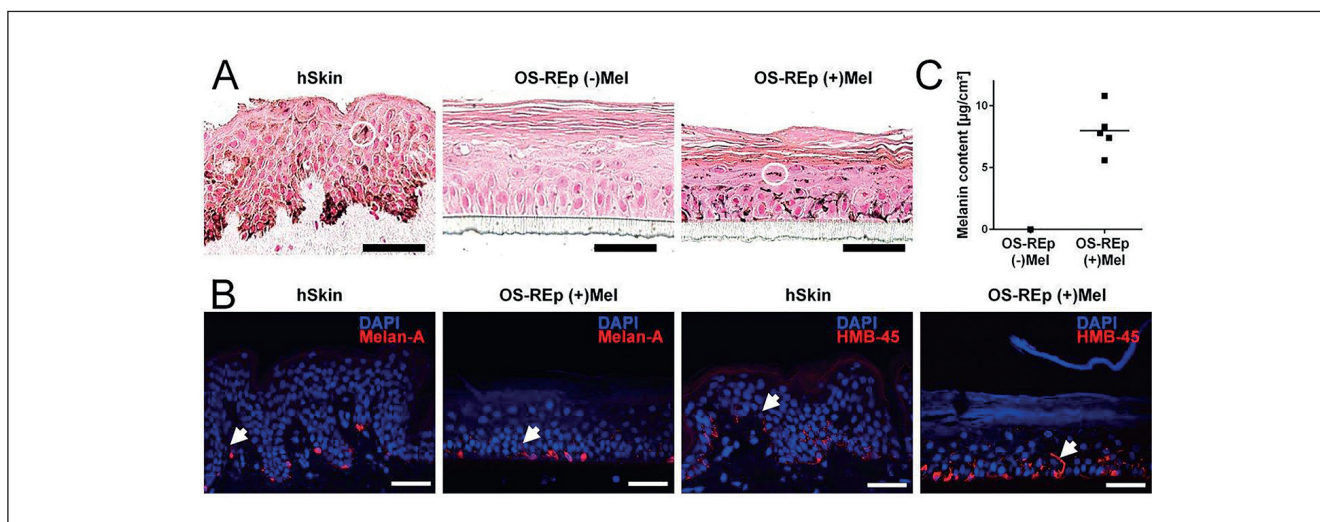 A
hSkin
OS-REp (-)Mel
OS-REp (+)Mel
C
Melanin content [µg/cm²]
10
5
0
OS-REp
(-)Mel
OS-REp
(+)Mel
B
hSkin
OS-REp (+)Mel
hSkin
OS-REp (+)Mel
DAPI
Melan-A
DAPI
Melan-A
DAPI
HMB-45
DAPI
HMB-45